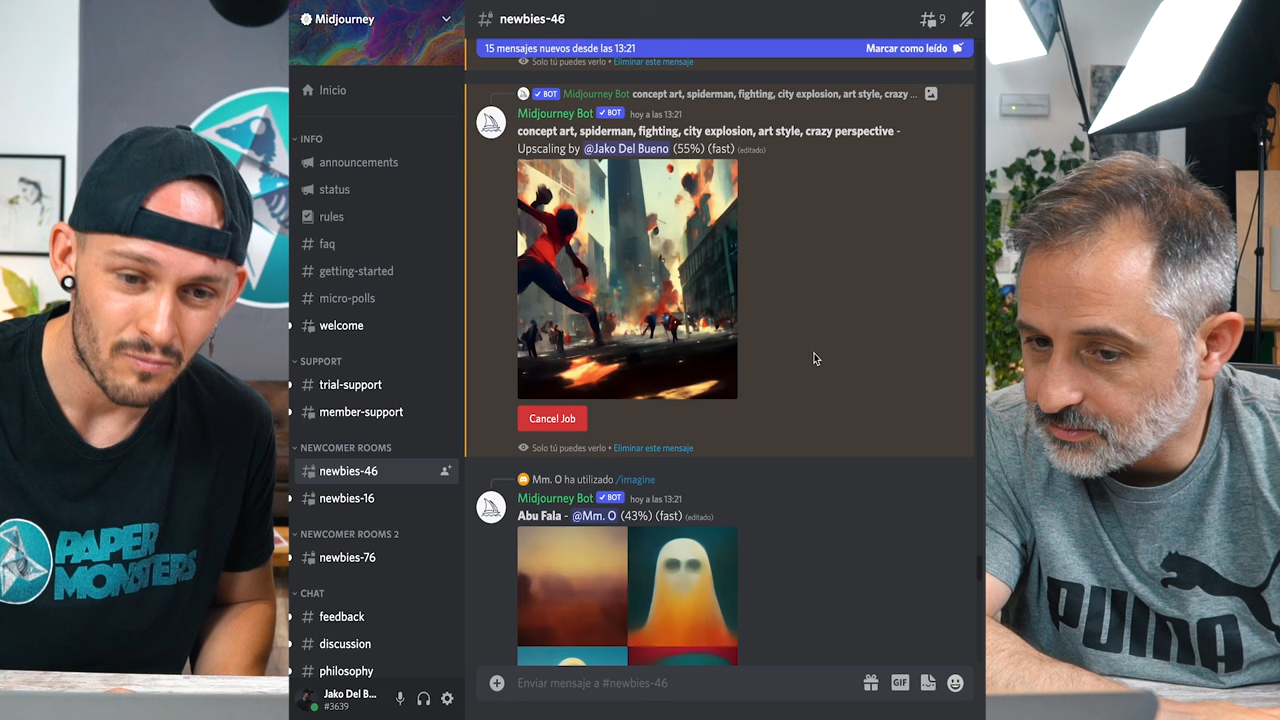 Midjourney
Inicio
INFO
announcements
status
rules
faq
getting-started
micro-polls
welcome
SUPPORT
trial-support
member-support
NEWCOMER ROOMS
newbies-46
newbies-16
NEWCOMER ROOMS 2
newbies-76
CHAT
feedback
discussion
philosophy
Jako Del B...
#3639
newbies-46
9
15 mensajes nuevos desde las 13:21 Marcar como leído
Solo tú puedes verlo • Eliminar este mensaje
BOT Midjourney Bot concept art, spiderman, fighting, city explosion, art style, crazy ...
Midjourney Bot BOT hoy a las 13:21
concept art, spiderman, fighting, city explosion, art style, crazy perspective -
Upscaling by @Jako Del Bueno (55%) (fast) (editado)
Cancel Job
Solo tú puedes verlo • Eliminar este mensaje
Mm. O ha utilizado /imagine
Midjourney Bot BOT hoy a las 13:21
Abu Fala - @Mm. O (43%) (fast) (editado)
Enviar mensaje a #newbies-46
GIF
PAPER
MONSTERS
PUMA